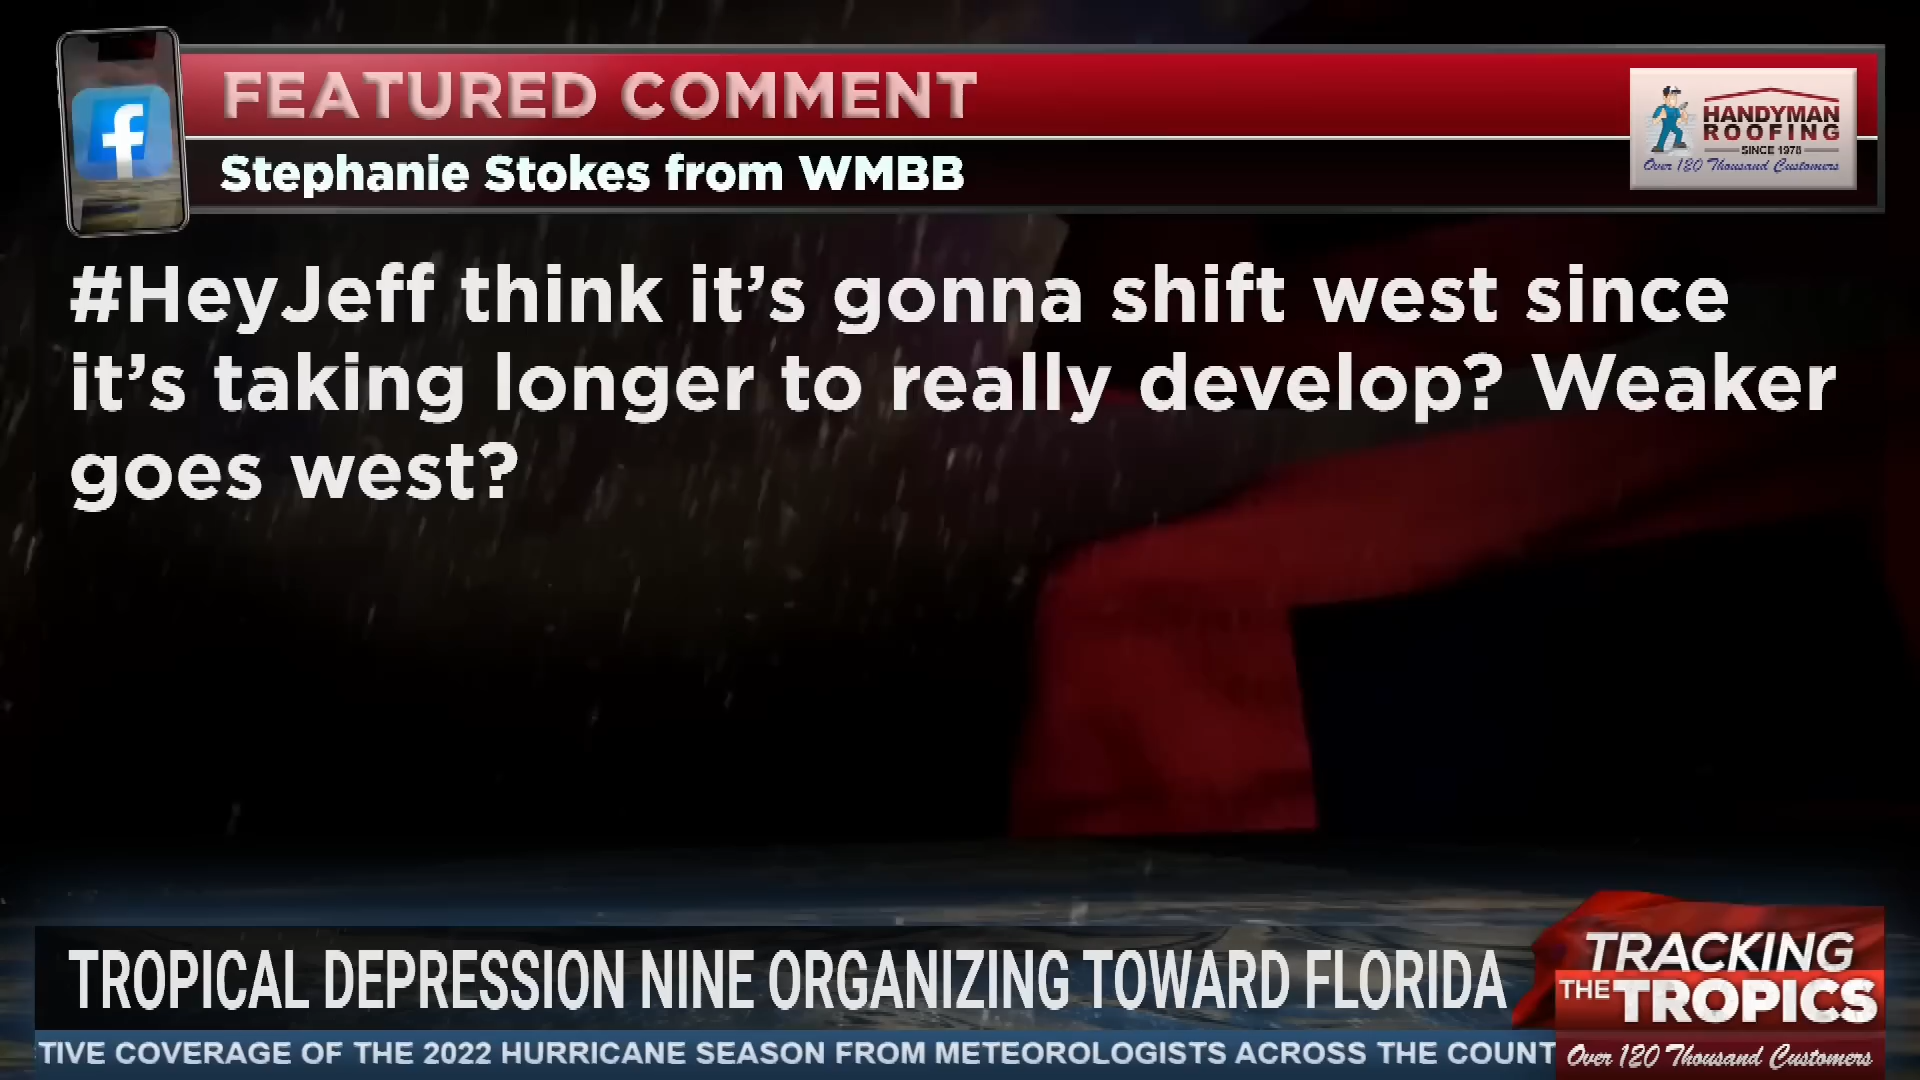 FEATURED COMMENT
Stephanie Stokes from WMBB
HANDYMAN
ROOFING
SINCE 1978
Over 120 Thousand Customers
#HeyJeff think it’s gonna shift west since
it’s taking longer to really develop? Weaker
goes west?
TROPICAL DEPRESSION NINE ORGANIZING TOWARD FLORIDA
TRACKING
THE TROPICS
TIVE COVERAGE OF THE 2022 HURRICANE SEASON FROM METEOROLOGISTS ACROSS THE COUNT
Over 120 Thousand Customers